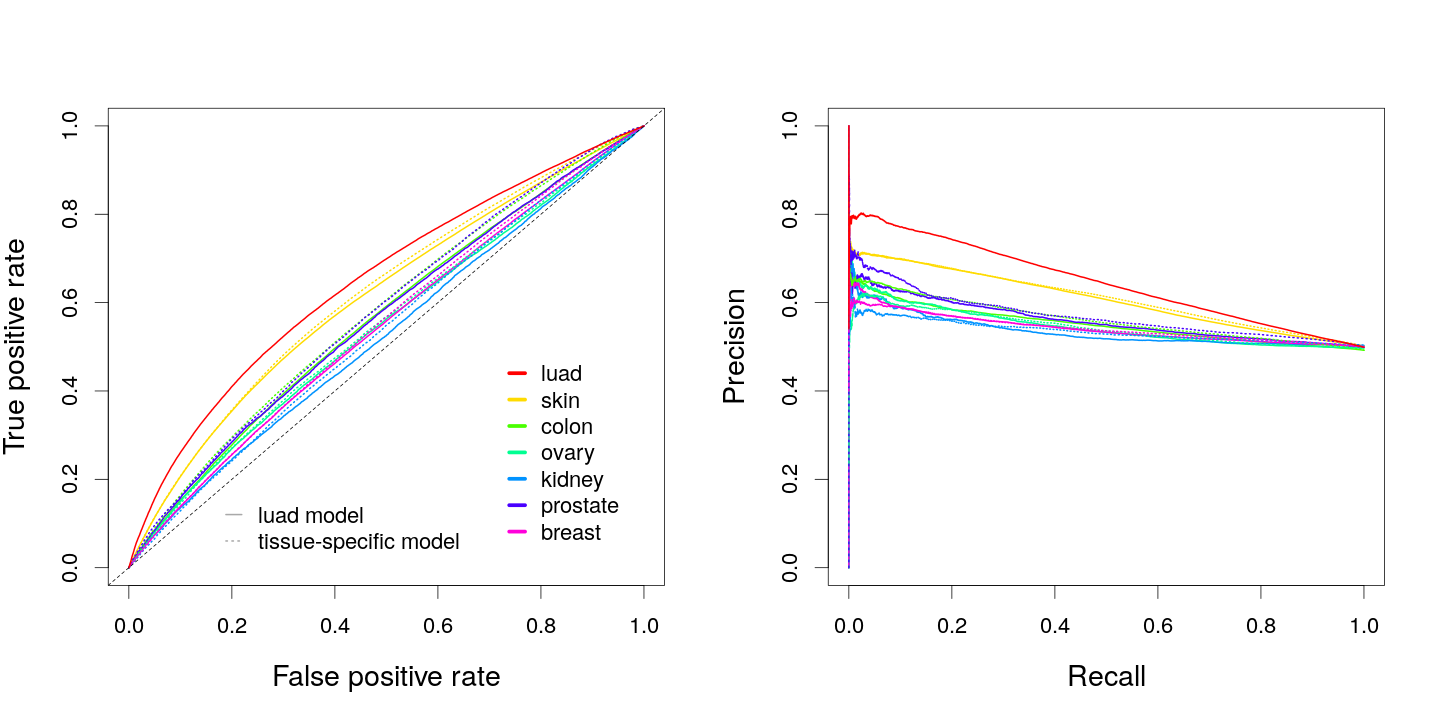 True positive rate
1.0
0.8
0.6
0.4
0.2
0.0
luad
skin
colon
ovary
kidney
prostate
breast
luad model
tissue-specific model
0.0 0.2 0.4 0.6 0.8 1.0
False positive rate
Precision
1.0
0.8
0.6
0.4
0.2
0.0
0.0 0.2 0.4 0.6 0.8 1.0
Recall